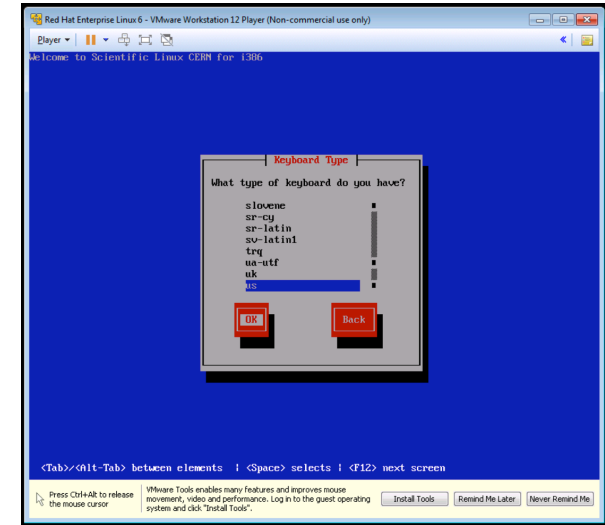 Red Hat Enterprise Linux 6 - VMware Workstation 12 Player (Non-commercial use only)
Player
Welcome to Scientific Linux CERN for i386
Keyboard Type
What type of keyboard do you have?
slovene
sr-cy
sr-latin
sv-latin1
trq
ua-utf
uk
us
OK Back
<Tab>/<Alt-Tab> between elements | <Space> selects | <F12> next screen
Press Ctrl+Alt to release
the mouse cursor
VMware Tools enables many features and improves mouse
movement, video and performance. Log in to the guest operating
system and click "Install Tools".
Install Tools Remind Me Later Never Remind Me